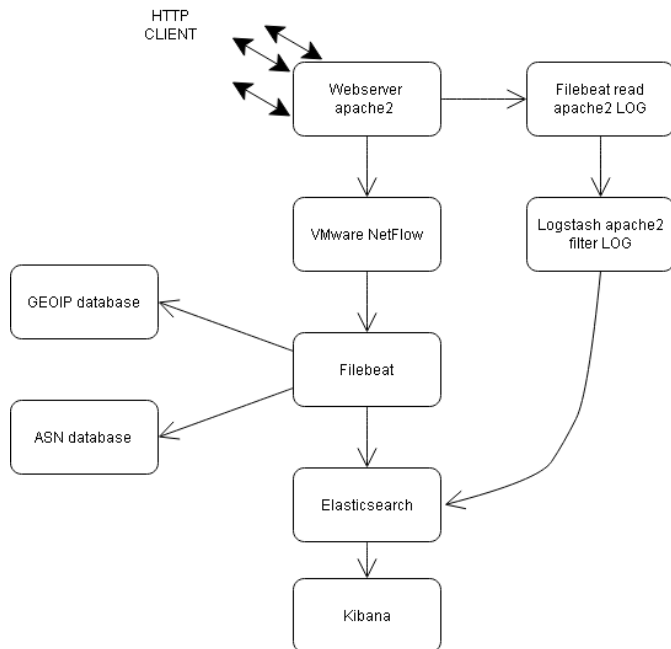 HTTP
CLIENT
Webserver
apache2
Filebeat read
apache2 LOG
VMware NetFlow
Logstash apache2
filter LOG
GEOIP database
Filebeat
ASN database
Elasticsearch
Kibana